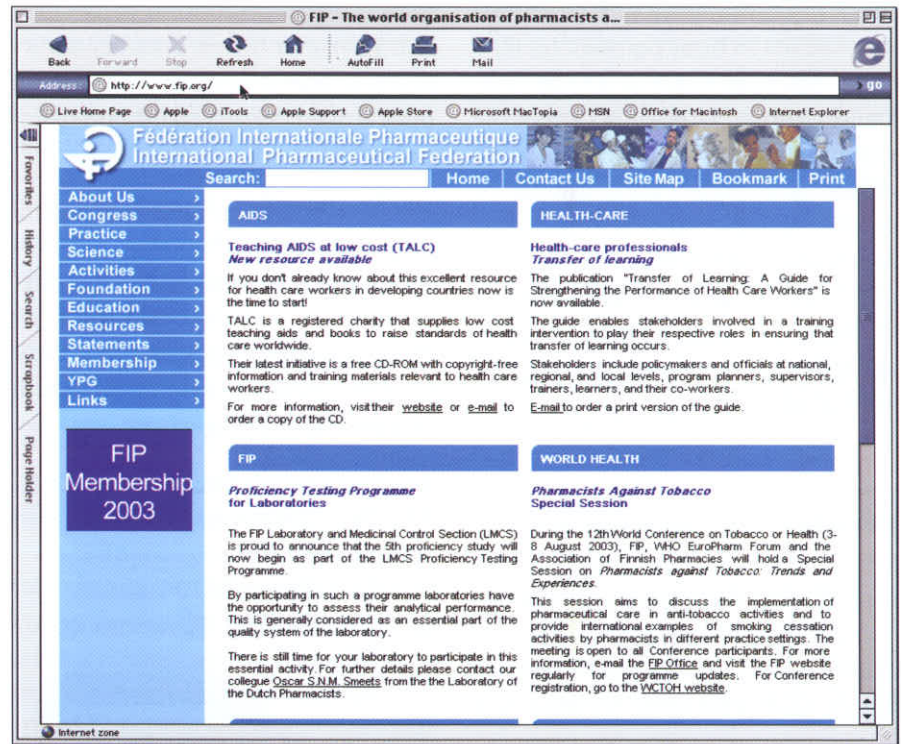 FIP - The world organisation of pharmacists a...
Back Forward Stop Refresh Home AutoFill Print Mail
Address: http://www.fip.org/ go
Live Home Page Apple iTools Apple Support Apple Store Microsoft MacTopia MSN Office for Macintosh Internet Explorer
Favorites
History
Search
Scrapbook
Page Holder
Fédération Internationale Pharmaceutique
International Pharmaceutical Federation
Search: Home Contact Us Site Map Bookmark Print
About Us
Congress
Practice
Science
Activities
Foundation
Education
Resources
Statements
Membership
YPG
Links
FIP
Membership
2003
AIDS
Teaching AIDS at low cost (TALC)
New resource available
If you don't already know about this excellent resource
for health care workers in developing countries now is
the time to start!
TALC is a registered charity that supplies low cost
teaching aids and books to raise standards of health
care worldwide.
Their latest initiative is a free CD-ROM with copyright-free
information and training materials relevant to health care
workers.
For more information, visit their website or e-mail to
order a copy of the CD.
HEALTH-CARE
Health-care professionals
Transfer of learning
The publication "Transfer of Learning: A Guide for
Strengthening the Performance of Health Care Workers" is
now available.
The guide enables stakeholders involved in a training
intervention to play their respective roles in ensuring that
transfer of learning occurs.
Stakeholders include policymakers and officials at national,
regional, and local levels, program planners, supervisors,
trainers, learners, and their co-workers.
E-mail to order a print version of the guide.
FIP
Proficiency Testing Programme
for Laboratories
The FIP Laboratory and Medicinal Control Section (LMCS)
is proud to announce that the 5th proficiency study will
now begin as part of the LMCS Proficiency Testing
Programme.
By participating in such a programme laboratories have
the opportunity to assess their analytical performance.
This is generally considered as an essential part of the
quality system of the laboratory.
There is still time for your laboratory to participate in this
essential activity. For further details please contact our
collegue Oscar S.N.M. Smeets from the the Laboratory of
the Dutch Pharmacists.
WORLD HEALTH
Pharmacists Against Tobacco
Special Session
During the 12th World Conference on Tobacco or Health (3-
8 August 2003), FIP, WHO EuroPharm Forum and the
Association of Finnish Pharmacies will hold a Special
Session on Pharmacists against Tobacco: Trends and
Experiences.
This session aims to discuss the implementation of
pharmaceutical care in anti-tobacco activities and to
provide international examples of smoking cessation
activities by pharmacists in different practice settings. The
meeting is open to all Conference participants. For more
information, e-mail the FIP Office and visit the FIP website
regularly for programme updates. For Conference
registration, go to the WCTOH website.
Internet zone